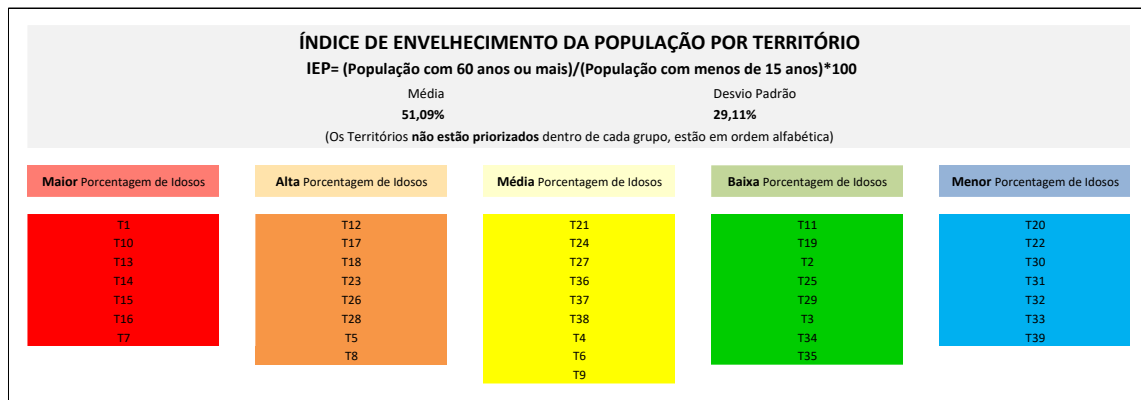 ÍNDICE DE ENVELHECIMENTO DA POPULAÇÃO POR TERRITÓRIO
IEP= (População com 60 anos ou mais)/(População com menos de 15 anos)*100
Média Desvio Padrão
51,09% 29,11%
(Os Territórios não estão priorizados dentro de cada grupo, estão em ordem alfabética)
Maior Porcentagem de Idosos Alta Porcentagem de Idosos Média Porcentagem de Idosos Baixa Porcentagem de Idosos Menor Porcentagem de Idosos
T1 T12 T21 T11 T20
T10 T17 T24 T19 T22
T13 T18 T27 T2 T30
T14 T23 T36 T25 T31
T15 T26 T37 T29 T32
T16 T28 T38 T3 T33
T7 T5 T4 T34 T39
T8 T6 T35
T9